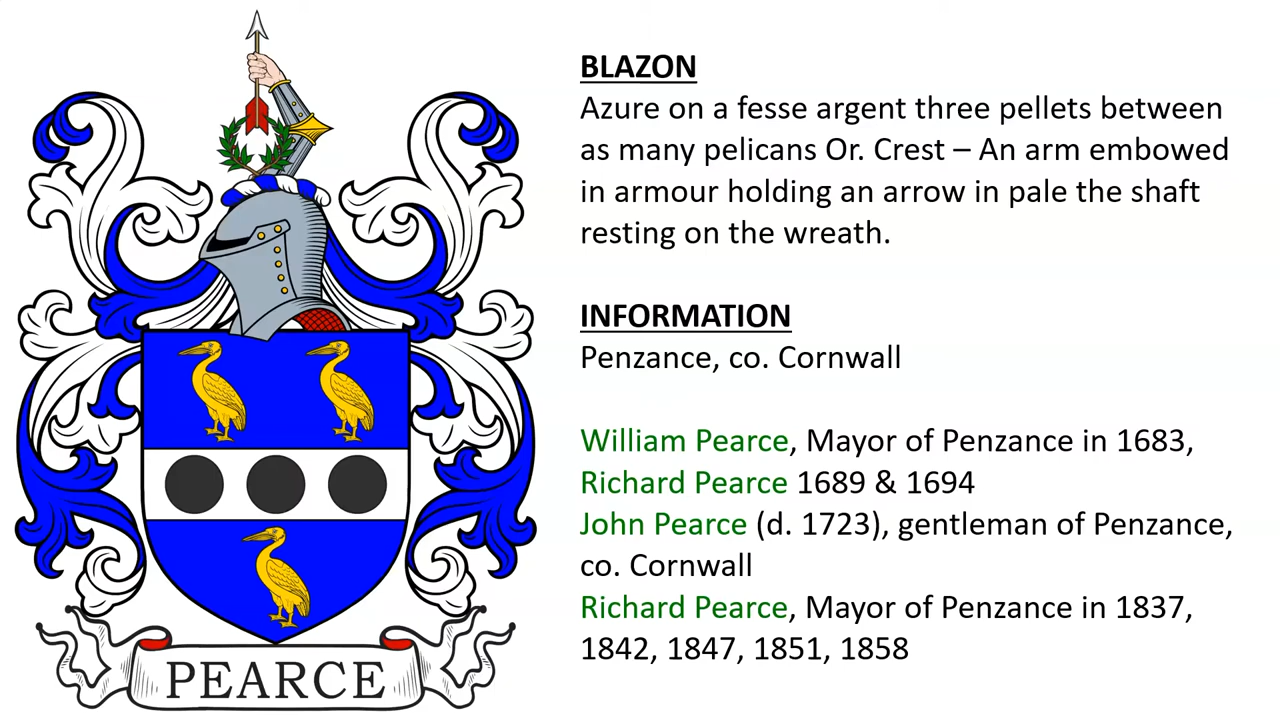 BLAZON
Azure on a fesse argent three pellets between
as many pelicans Or. Crest – An arm embowed
in armour holding an arrow in pale the shaft
resting on the wreath.
INFORMATION
Penzance, co. Cornwall
William Pearce, Mayor of Penzance in 1683,
Richard Pearce 1689 & 1694
John Pearce (d. 1723), gentleman of Penzance,
co. Cornwall
Richard Pearce, Mayor of Penzance in 1837,
1842, 1847, 1851, 1858
PEARCE